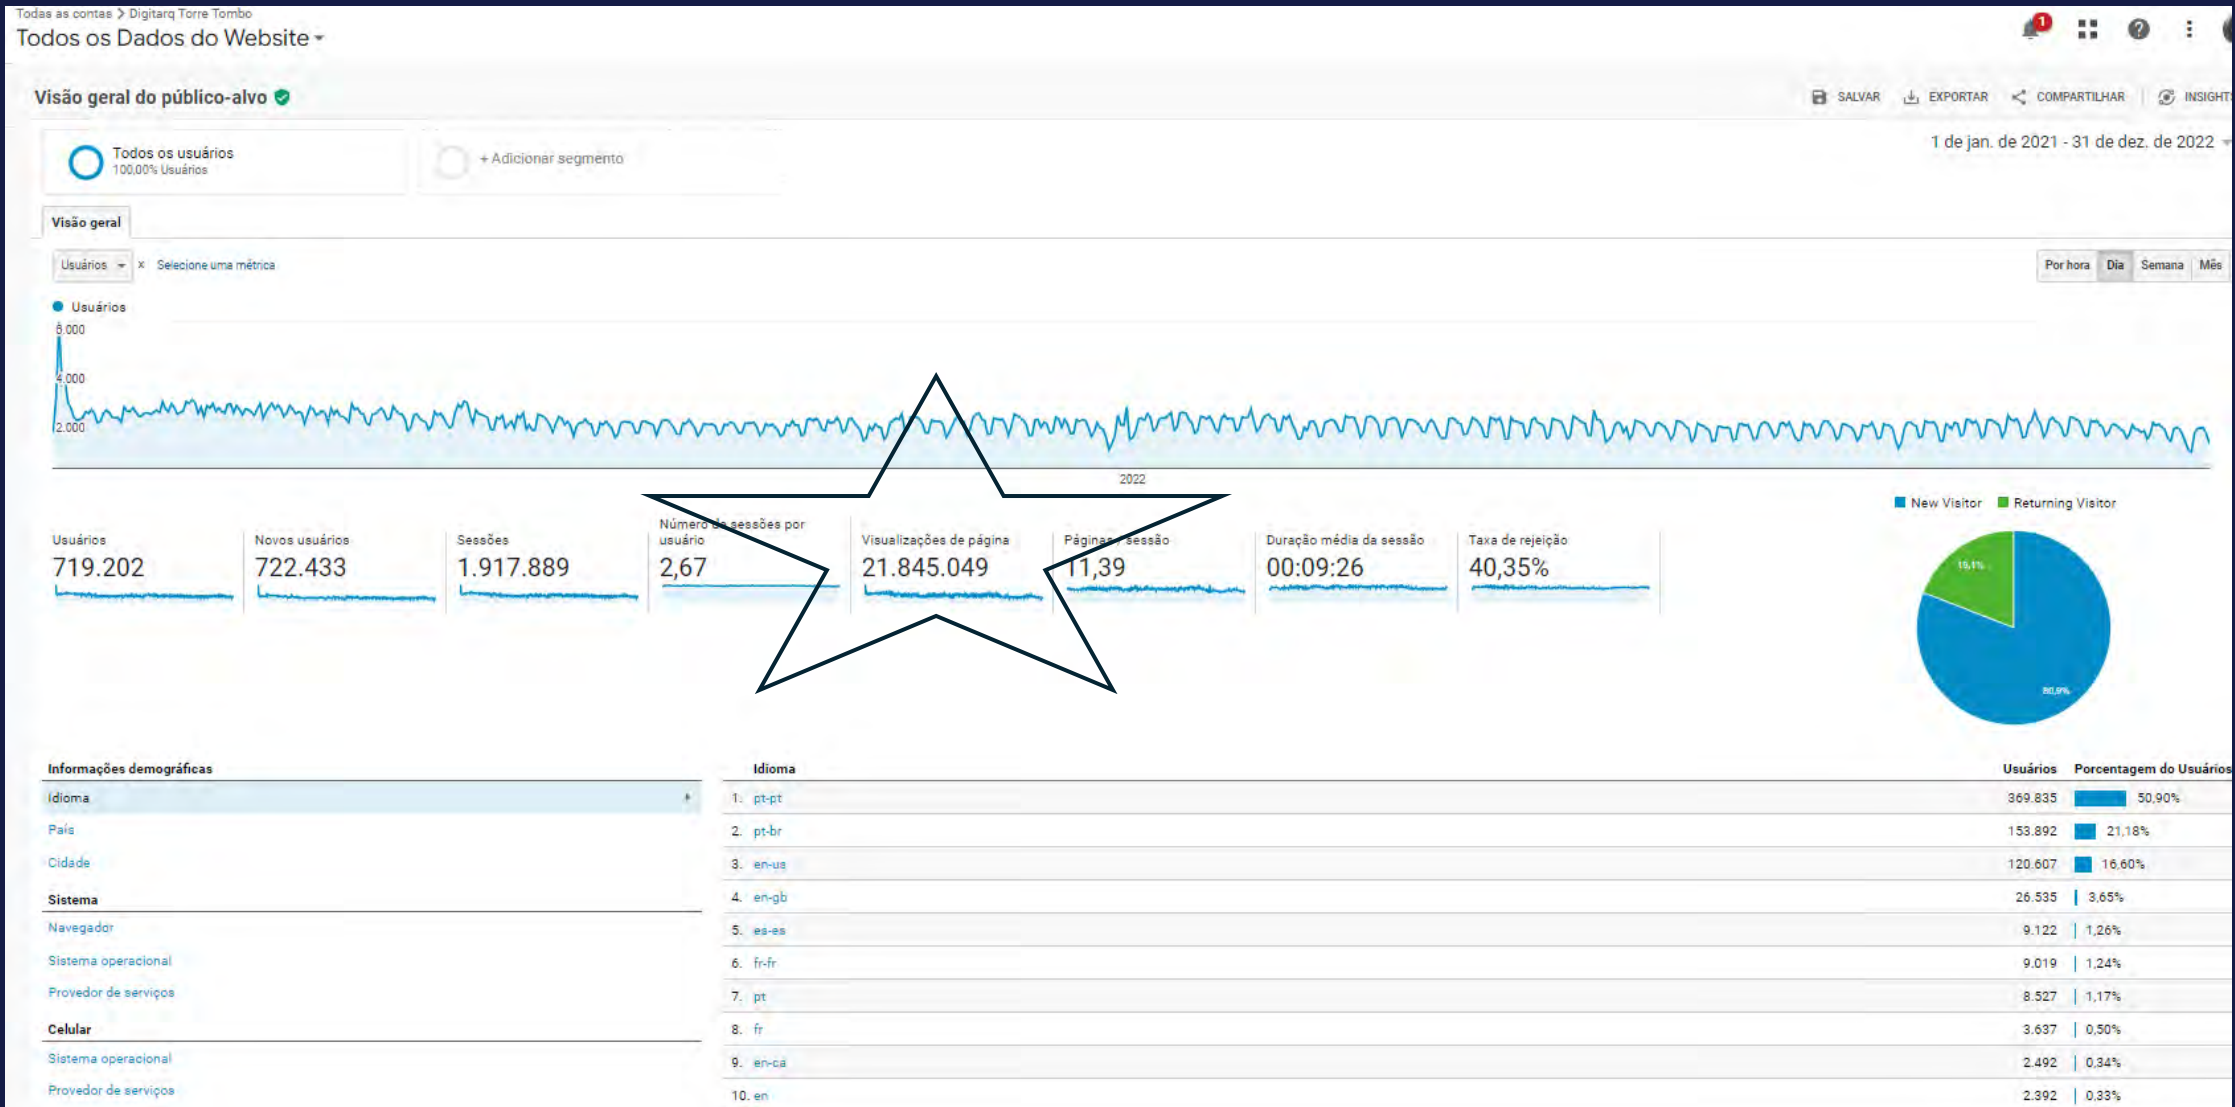 Todas as contas > Digitarq Torre Tombo
Todos os Dados do Website
1
Visão geral do público-alvo
SALVAR EXPORTAR COMPARTILHAR INSIGHTS
Todos os usuários
100,00% Usuários
+ Adicionar segmento
1 de jan. de 2021 - 31 de dez. de 2022
Visão geral
Usuários x Selecione uma métrica
Por hora Dia Semana Mês
Usuários
6.000
4.000
2.000
2022
New Visitor Returning Visitor
Usuários
719.202
Novos usuários
722.433
Sessões
1.917.889
Número de sessões por
usuário
2,67
Visualizações de página
21.845.049
Páginas / sessão
11,39
Duração média da sessão
00:09:26
Taxa de rejeição
40,35%
19,1%
80,9%
Informações demográficas
Idioma
País
Cidade
Sistema
Navegador
Sistema operacional
Provedor de serviços
Celular
Sistema operacional
Provedor de serviços
Idioma Usuários Porcentagem do Usuários
1. pt-pt 369.835 50,90%
2. pt-br 153.892 21,18%
3. en-us 120.607 16,60%
4. en-gb 26.535 3,65%
5. es-es 9.122 1,26%
6. fr-fr 9.019 1,24%
7. pt 8.527 1,17%
8. fr 3.637 0,50%
9. en-ca 2.492 0,34%
10. en 2.392 0,33%